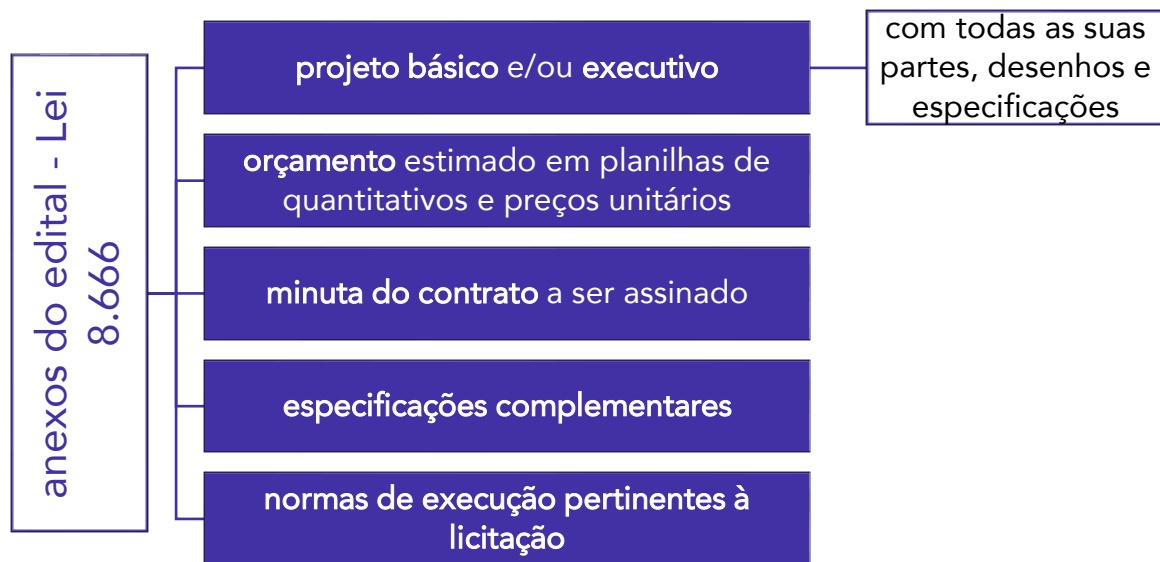 anexos do edital - Lei
8.666
projeto básico e/ou executivo
com todas as suas
partes, desenhos e
especificações
orçamento estimado em planilhas de
quantitativos e preços unitários
minuta do contrato a ser assinado
especificações complementares
normas de execução pertinentes à
licitação